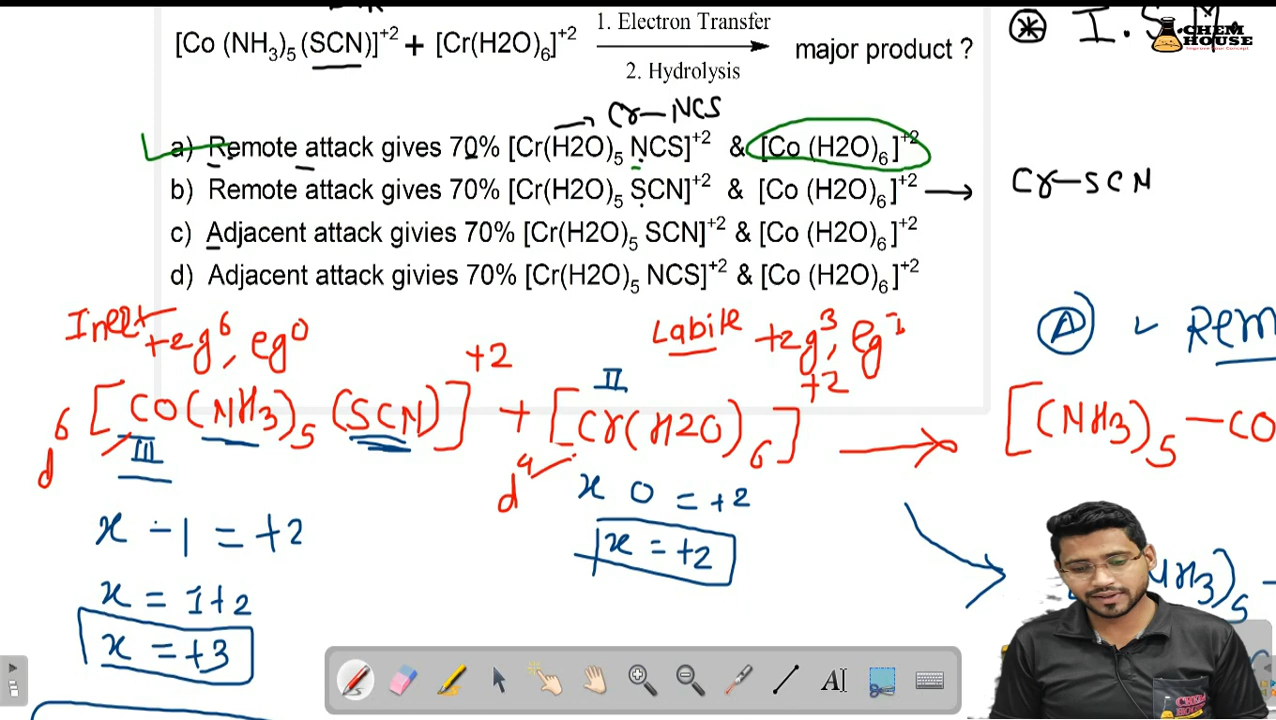 1. Electron Transfer
[Co (NH3)5 (SCN)]+2 + [Cr(H2O)6]+2 major product ?
2. Hydrolysis
I. S. M.
CHEM HOUSE
Cr—NCS
a) Remote attack gives 70% [Cr(H2O)5 NCS]+2 & [Co (H2O)6]+2
b) Remote attack gives 70% [Cr(H2O)5 SCN]+2 & [Co (H2O)6]+2 → Cr—SCN
c) Adjacent attack givies 70% [Cr(H2O)5 SCN]+2 & [Co (H2O)6]+2
d) Adjacent attack givies 70% [Cr(H2O)5 NCS]+2 & [Co (H2O)6]+2
Inert t2g6, eg0
Labile t2g3, eg1
A Rem
d6 [CO(NH3)5 (SCN)]+2 + [Cr(H2O)6]+2 → [(NH3)5 —CO
III
II
d4
x 0 = +2
x - 1 = +2
x = +2
x = 1+2
x = +3
NH3)5
CHEM
AI